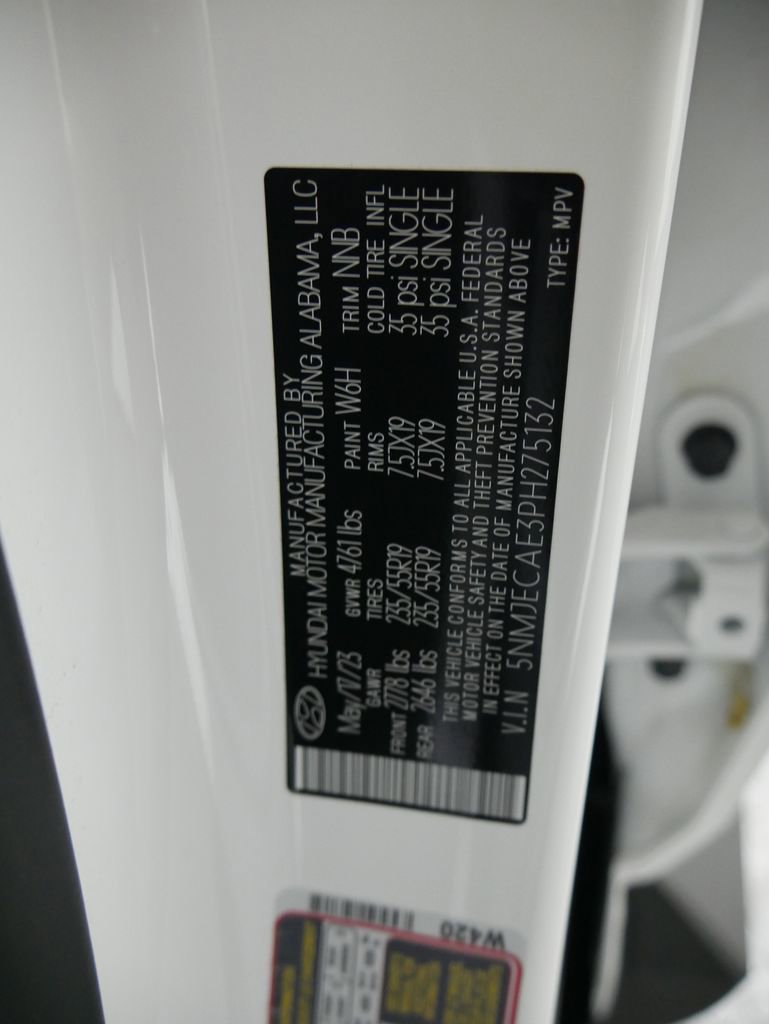 MANUFACTURED BY
HYUNDAI MOTOR MANUFACTURING ALABAMA, LLC
May/17/23 GVWR 4761 lbs PAINT W6H TRIM NNB
GAWR TIRES RIMS COLD TIRE INFL
FRONT 2778 lbs 235/55R19 7.5JX19 35 psi SINGLE
REAR 2646 lbs 235/55R19 7.5JX19 35 psi SINGLE
THIS VEHICLE CONFORMS TO ALL APPLICABLE U.S.A. FEDERAL
MOTOR VEHICLE SAFETY AND THEFT PREVENTION STANDARDS
IN EFFECT ON THE DATE OF MANUFACTURE SHOWN ABOVE
V.I.N 5NMJECAE3PH275132
TYPE: MPV
W420